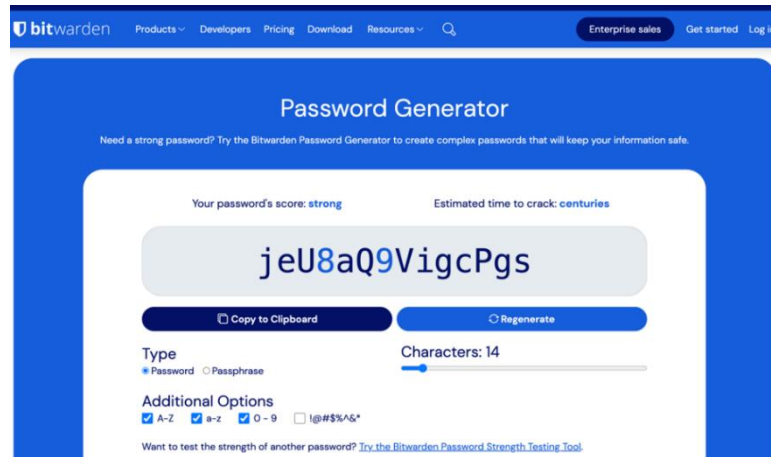 bitwarden Products Developers Pricing Download Resources Enterprise sales Get started Log i
Password Generator
Need a strong password? Try the Bitwarden Password Generator to create complex passwords that will keep your information safe.
Your password's score: strong Estimated time to crack: centuries
jeU8aQ9VigcPgs
Copy to Clipboard Regenerate
Type Characters: 14
Password Passphrase
Additional Options
A-Z a-z 0 - 9 !@#$%^&*
Want to test the strength of another password? Try the Bitwarden Password Strength Testing Tool.